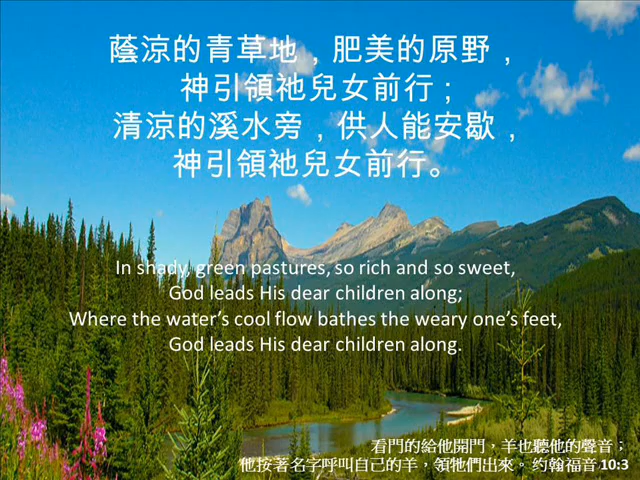 蔭涼的青草地，肥美的原野，
神引領祂兒女前行；
清涼的溪水旁，供人能安歇，
神引領祂兒女前行。
In shady, green pastures, so rich and so sweet,
God leads His dear children along;
Where the water’s cool flow bathes the weary one’s feet,
God leads His dear children along.
看門的給他開門，羊也聽他的聲音；
他按著名字呼叫自己的羊，領牠們出來。約翰福音 10:3